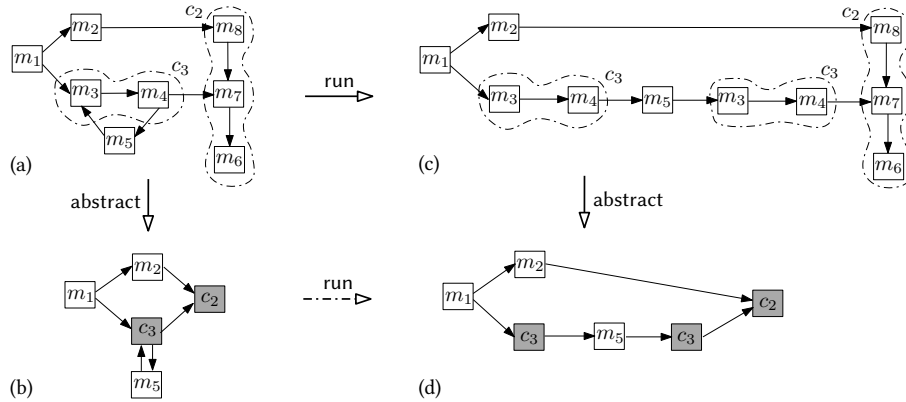 c₂
m₂
m₈
m₁
c₃
m₃
m₄
m₇
m₅
m₆
(a)
run
c₂
m₂
m₈
m₁
c₃
c₃
m₃
m₄
m₅
m₃
m₄
m₇
m₆
(c)
abstract
abstract
m₂
m₁
c₂
c₃
m₅
(b)
run
m₂
m₁
c₂
c₃
m₅
c₃
(d)